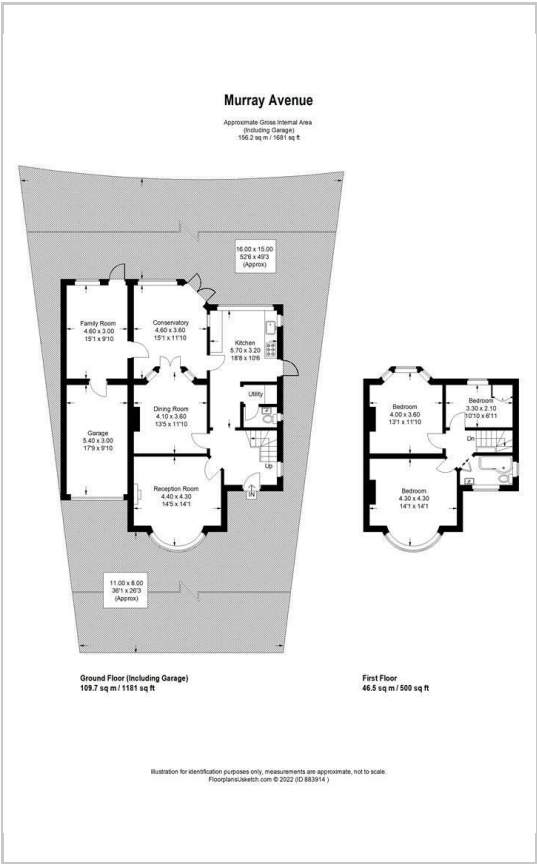 Murray Avenue
Approximate Gross Internal Area
(Including Garage)
156.2 sq m / 1681 sq ft
16.00 x 15.00
52'6 x 49'3
(Approx)
Family Room
4.60 x 3.00
15'1 x 9'10
Conservatory
4.60 x 3.60
15'1 x 11'10
Kitchen
5.70 x 3.20
18'8 x 10'6
Utility
Dining Room
4.10 x 3.60
13'5 x 11'10
Garage
5.40 x 3.00
17'9 x 9'10
Up
Reception Room
4.40 x 4.30
14'5 x 14'1
IN
Bedroom
4.00 x 3.60
13'1 x 11'10
Bedroom
3.30 x 2.10
10'10 x 6'11
Dn
Bedroom
4.30 x 4.30
14'1 x 14'1
11.00 x 8.00
36'1 x 26'3
(Approx)
Ground Floor (Including Garage)
109.7 sq m / 1181 sq ft
First Floor
46.5 sq m / 500 sq ft
Illustration for identification purposes only, measurements are approximate, not to scale.
FloorplansUsketch.com © 2022 (ID 883914 )